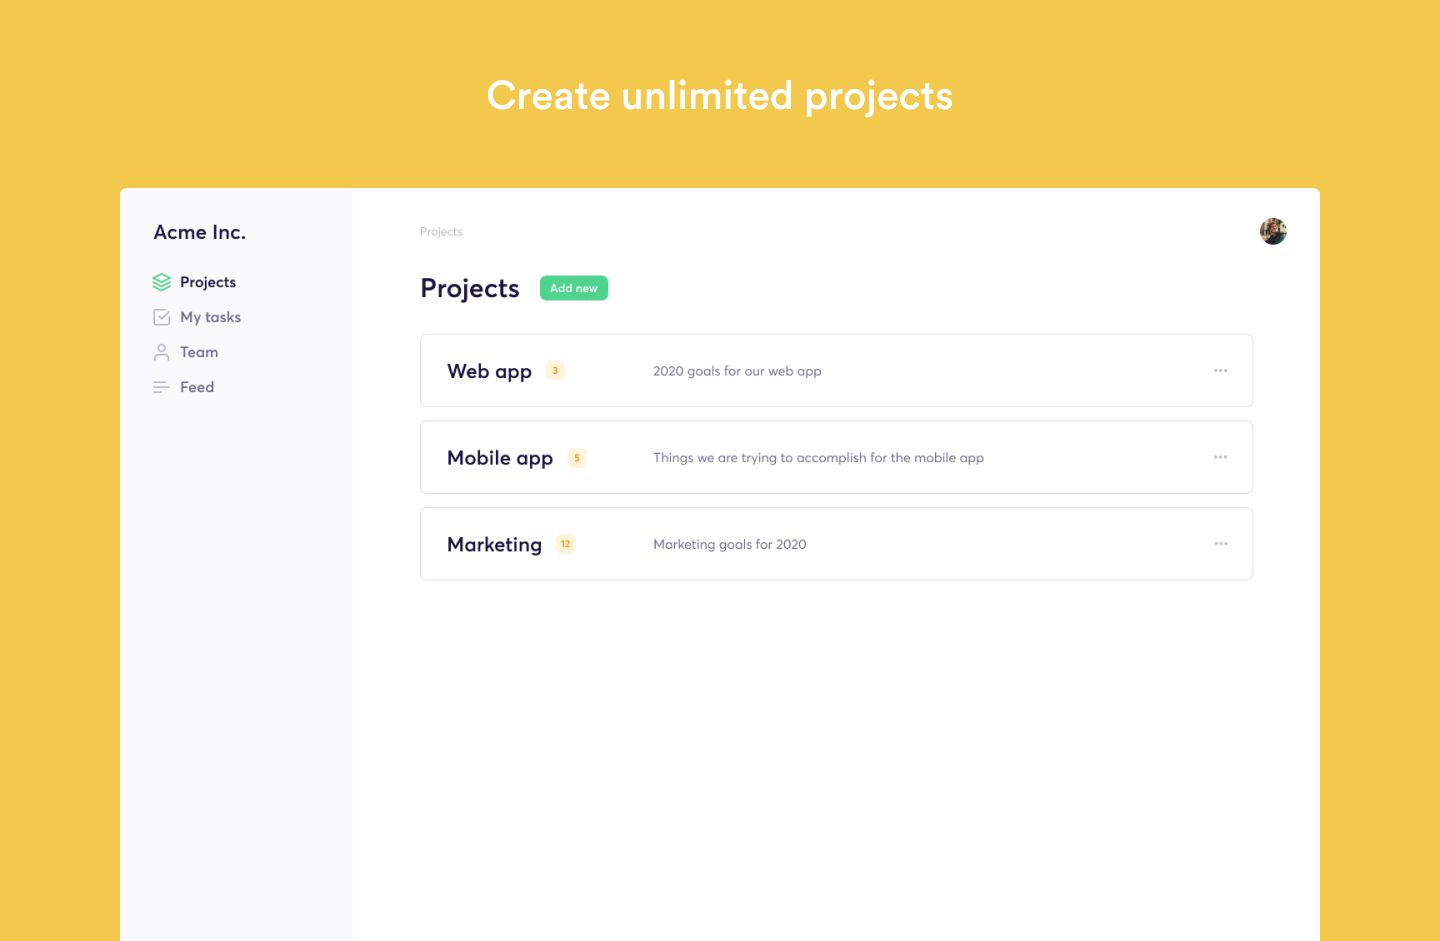 Create unlimited projects
Acme Inc.
Projects
My tasks
Team
Feed
Projects
Projects
Add new
Web app 3 2020 goals for our web app
Mobile app 5 Things we are trying to accomplish for the mobile app
Marketing 12 Marketing goals for 2020